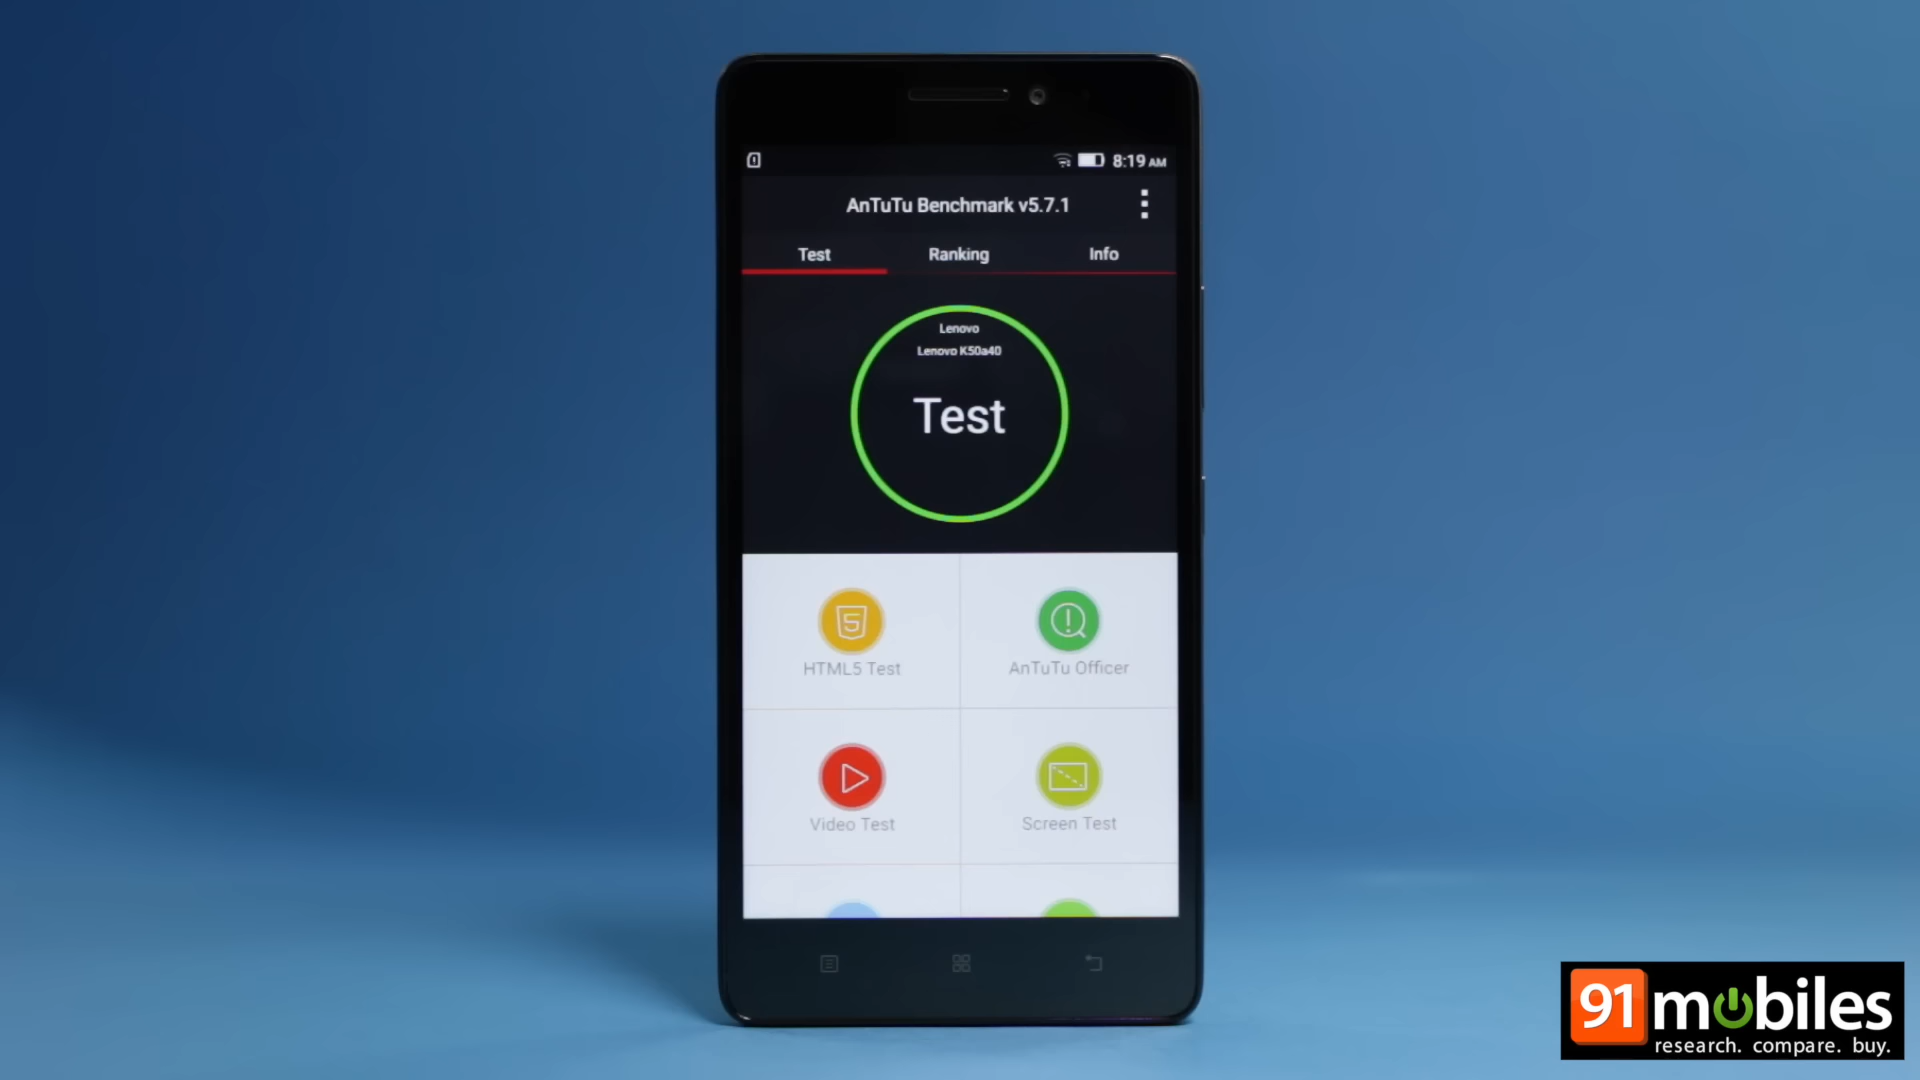 8:19 AM
AnTuTu Benchmark v5.7.1
Test
Ranking
Info
Lenovo
Lenovo K50a40
Test
HTML5 Test
AnTuTu Officer
Video Test
Screen Test
91mobiles
research. compare. buy.